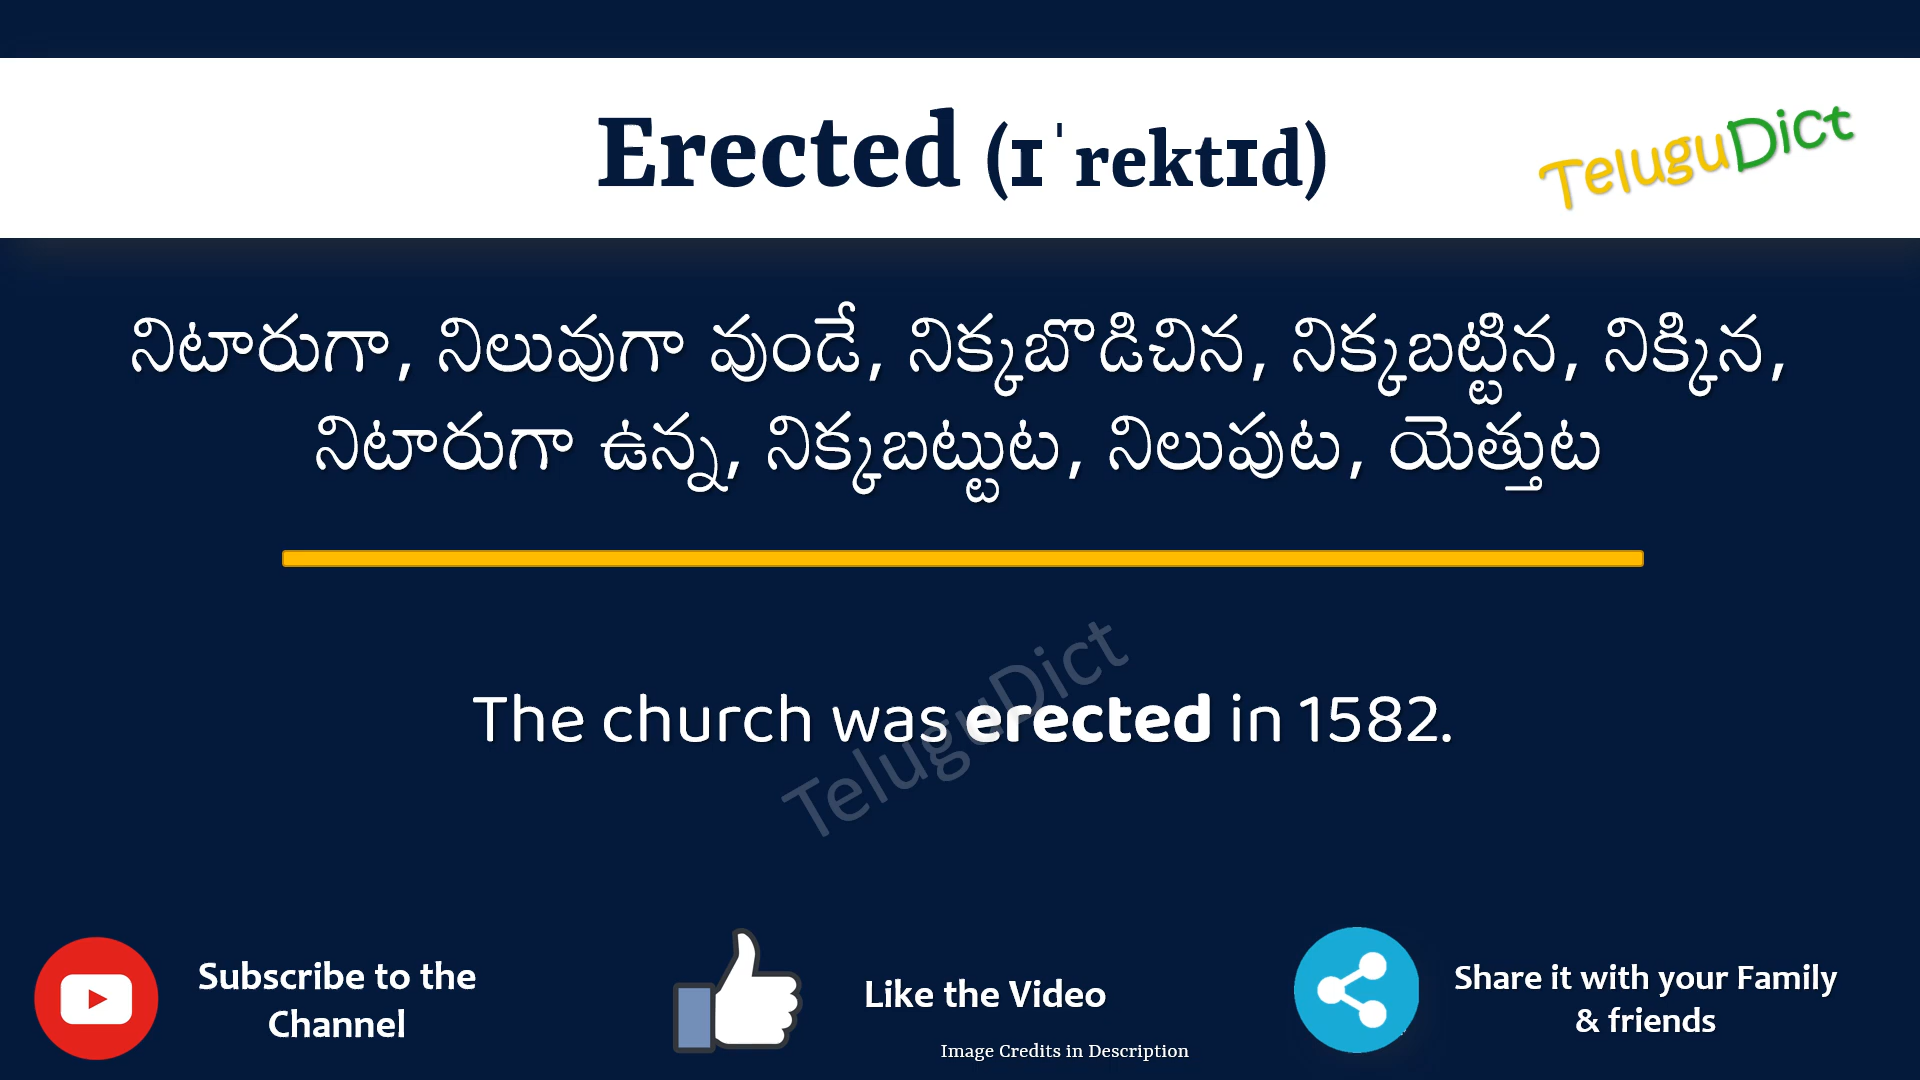 Erected (ɪˈrektɪd)
TeluguDict
నిటారుగా, నిలువుగా వుండే, నిక్కబొడిచిన, నిక్కబట్టిన, నిక్కిన,
నిటారుగా ఉన్న, నిక్కబట్టుట, నిలుపుట, యెత్తుట
TeluguDict
The church was erected in 1582.
Subscribe to the
Channel
Like the Video
Share it with your Family
& friends
Image Credits in Description